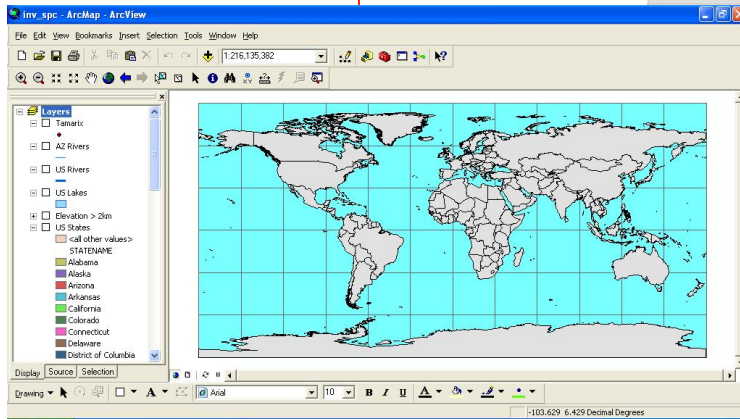 inv_spc - ArcMap - ArcView
File Edit View Bookmarks Insert Selection Tools Window Help
1:216,135,382
Layers
Tamarix
AZ Rivers
US Rivers
US Lakes
Elevation > 2km
US States
<all other values>
STATENAME
Alabama
Alaska
Arizona
Arkansas
California
Colorado
Connecticut
Delaware
District of Columbia
Display Source Selection
Drawing A Arial 10 B I U A
-103.629 6.429 Decimal Degrees